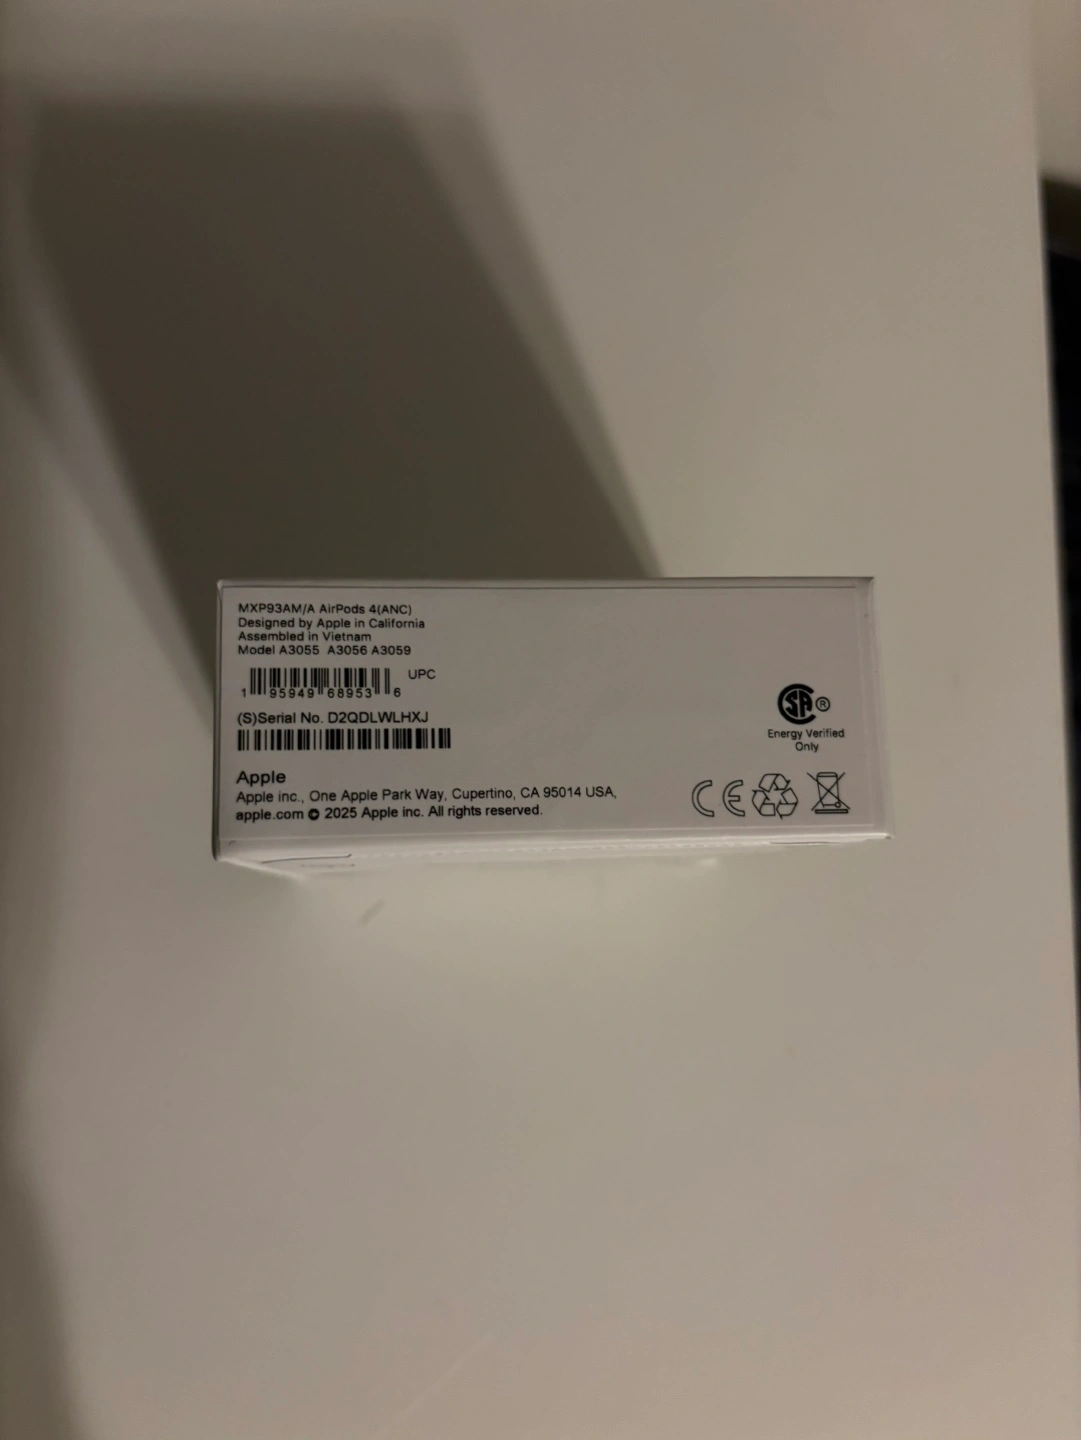 MXP93AM/A AirPods 4(ANC)
Designed by Apple in California
Assembled in Vietnam
Model A3055 A3056 A3059
UPC
1 95949 68953 6
(S)Serial No. D2QDLWLHXJ
Apple
Apple inc., One Apple Park Way, Cupertino, CA 95014 USA,
apple.com © 2025 Apple inc. All rights reserved.
SA ®
Energy Verified
Only
CE